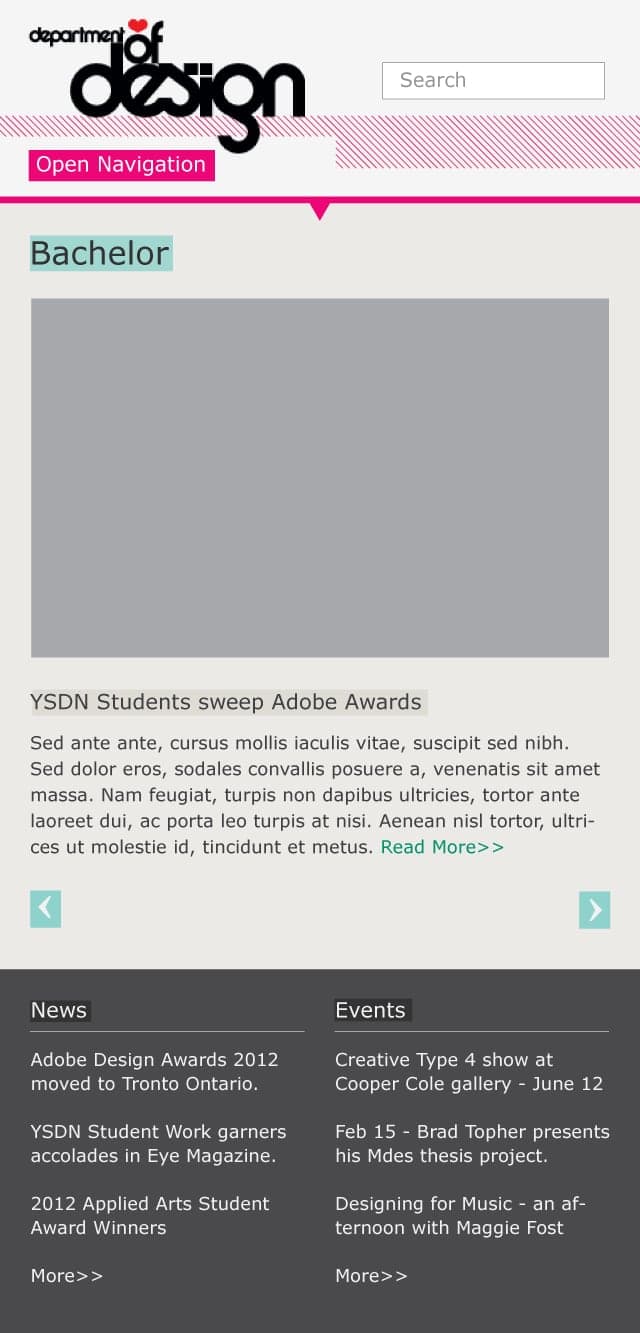 department of
design
Search
Open Navigation
Bachelor
YSDN Students sweep Adobe Awards
Sed ante ante, cursus mollis iaculis vitae, suscipit sed nibh.
Sed dolor eros, sodales convallis posuere a, venenatis sit amet
massa. Nam feugiat, turpis non dapibus ultricies, tortor ante
laoreet dui, ac porta leo turpis at nisi. Aenean nisl tortor, ultri-
ces ut molestie id, tincidunt et metus. Read More>>
News
Adobe Design Awards 2012
moved to Tronto Ontario.
YSDN Student Work garners
accolades in Eye Magazine.
2012 Applied Arts Student
Award Winners
More>>
Events
Creative Type 4 show at
Cooper Cole gallery - June 12
Feb 15 - Brad Topher presents
his Mdes thesis project.
Designing for Music - an af-
ternoon with Maggie Fost
More>>